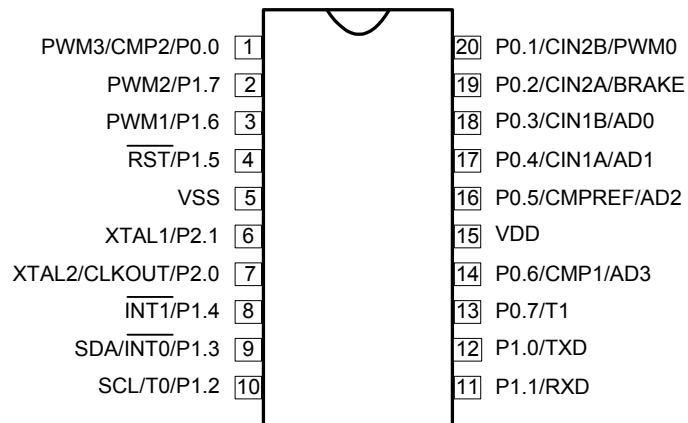 PWM3/CMP2/P0.0 1
PWM2/P1.7 2
PWM1/P1.6 3
RST/P1.5 4
VSS 5
XTAL1/P2.1 6
XTAL2/CLKOUT/P2.0 7
INT1/P1.4 8
SDA/INT0/P1.3 9
SCL/T0/P1.2 10
20 P0.1/CIN2B/PWM0
19 P0.2/CIN2A/BRAKE
18 P0.3/CIN1B/AD0
17 P0.4/CIN1A/AD1
16 P0.5/CMPREF/AD2
15 VDD
14 P0.6/CMP1/AD3
13 P0.7/T1
12 P1.0/TXD
11 P1.1/RXD